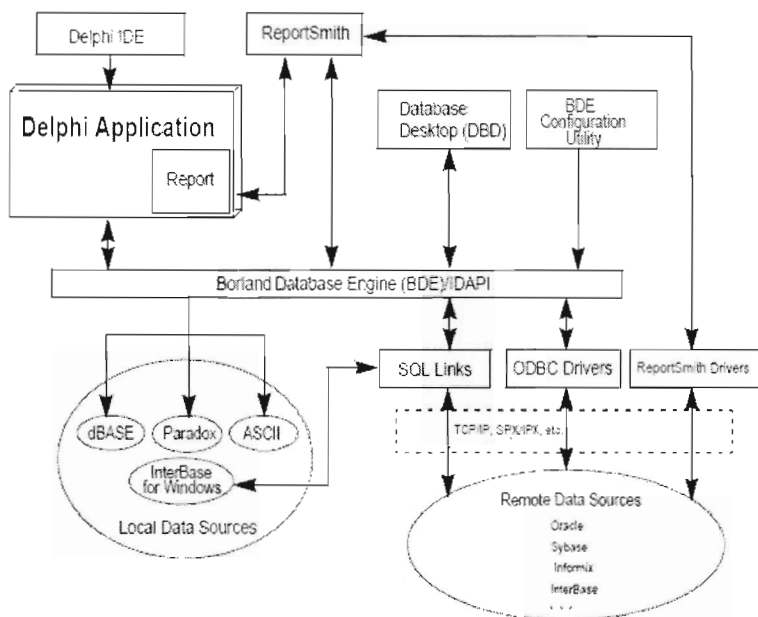 Delphi IDE
ReportSmith
Delphi Application
Report
Database
Desktop (DBD)
BDE
Configuration
Utility
Borland Database Engine (BDE)/IDAPI
SQL Links
ODBC Drivers
ReportSmith Drivers
TCP/IP, SPX/IPX, etc.
dBASE
Paradox
ASCII
InterBase
for Windows
Local Data Sources
Remote Data Sources
Oracle
Sybase
Informix
InterBase